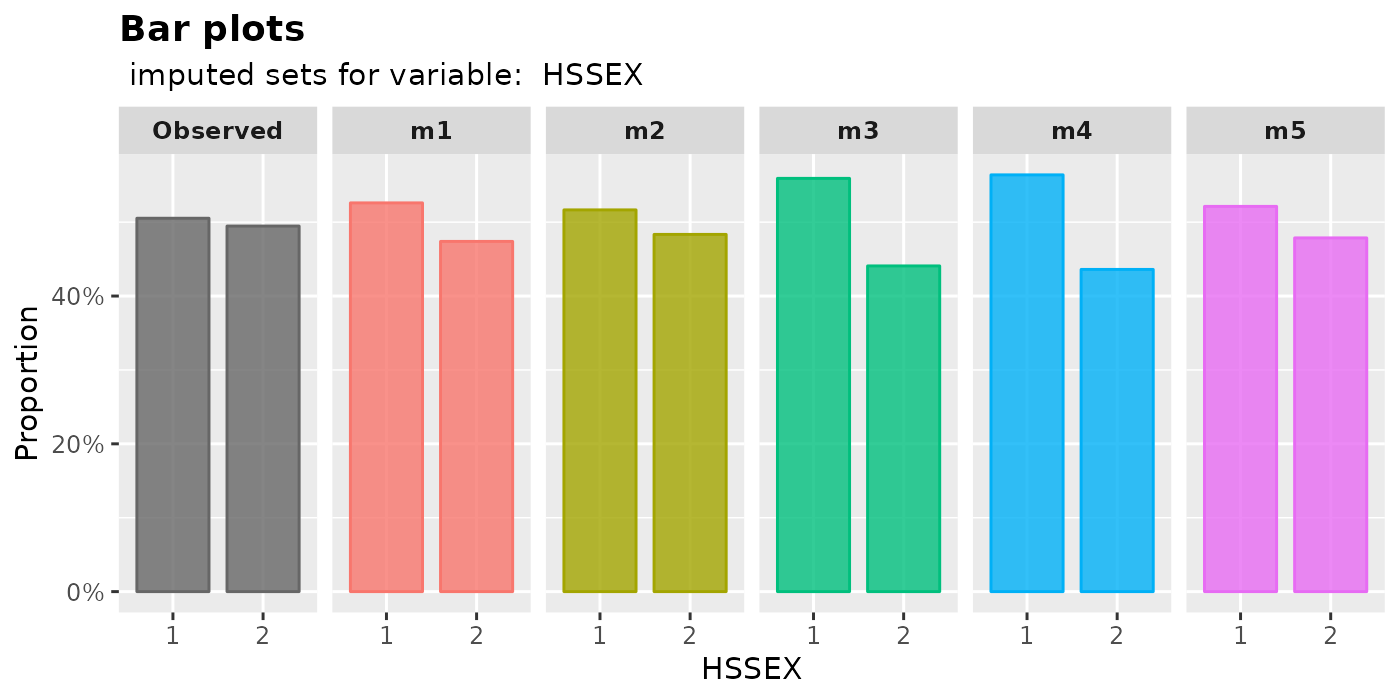 Bar plots
imputed sets for variable:  HSSEX
Observed m1 m2 m3 m4 m5
Proportion
40%
20%
0%
1 2 1 2 1 2 1 2 1 2 1 2
HSSEX